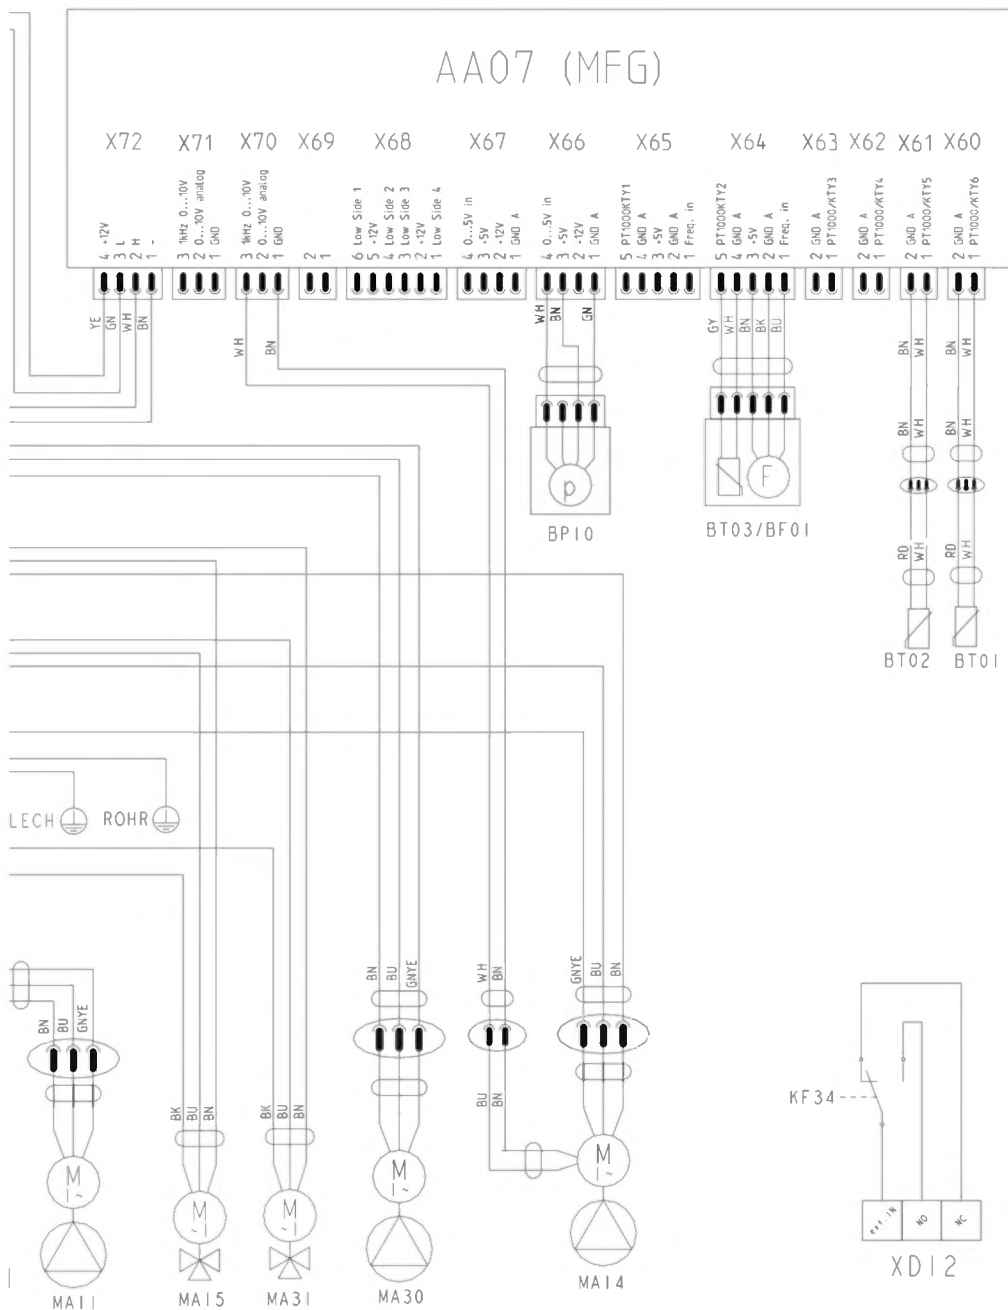 AA07 (MFG)
X72 X71 X70 X69 X68 X67 X66 X65 X64 X63 X62 X61 X60
4 +12V
3 L
2 H
1 -
3 1kHz 0...10V
2 0...10V analog
1 GND
3 1kHz 0...10V
2 0...10V analog
1 GND
2
1
6 Low Side 1
5 +12V
4 Low Side 2
3 Low Side 3
2 +12V
1 Low Side 4
4 0...5V in
3 +5V
2 +12V
1 GND A
4 0...5V in
3 +5V
2 +12V
1 GND A
5 PT1000KTY1
4 GND A
3 +5V
2 GND A
1 Freq. in
5 PT1000KTY2
4 GND A
3 +5V
2 GND A
1 Freq. in
2 GND A
1 PT1000/KTY3
2 GND A
1 PT1000/KTY4
2 GND A
1 PT1000/KTY5
2 GND A
1 PT1000/KTY6
YE GN WH BN
WH BN
WH BN GN
GY WH BN BK BU
BN WH BN WH
BN WH BN WH
p
F
BP10
BT03/BF01
RD WH RD WH
BT02 BT01
LECH ROHR
BN BU GNYE
WH BN
GNYE BU BN
BN BU GNYE
BU BN
BK BU BN
BK BU BN
KF34
M
1~
M
~1
M
~1
M
1~
M
1~
ext. IN NO NC
XD12
MA11 MA15 MA31 MA30 MA14